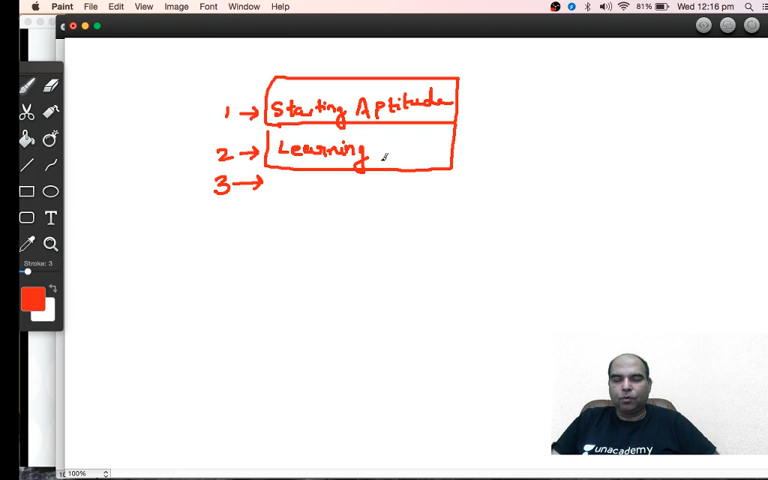 Paint File Edit View Image Font Window Help 81% Wed 12:16 pm
1 → Starting Aptitude
2 → Learning
3 →
Stroke: 3
unacademy
100%